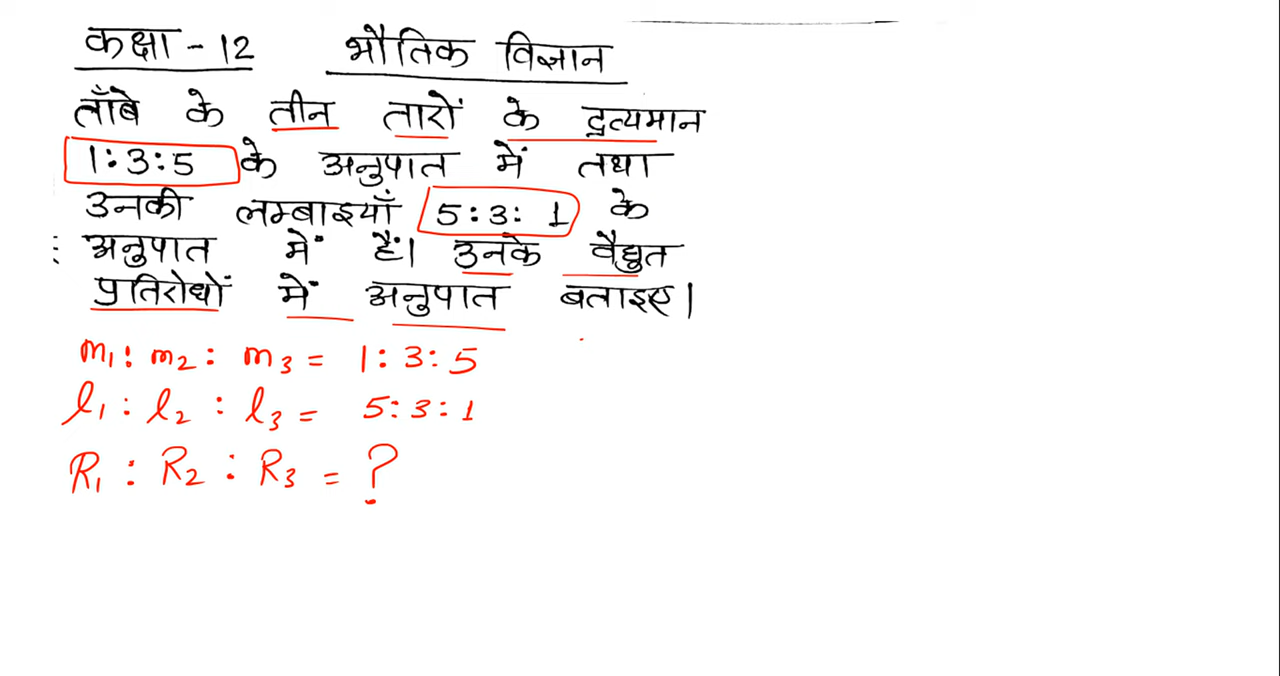 कक्षा - 12 भौतिक विज्ञान
ताँबे के तीन तारों के द्रव्यमान
1:3:5 के अनुपात में तथा
उनकी लम्बाइयाँ 5:3:1 के
अनुपात में हैं। उनके वैद्युत
प्रतिरोधों में अनुपात बताइए।
m₁ : m₂ : m₃ = 1:3:5
l₁ : l₂ : l₃ = 5:3:1
R₁ : R₂ : R₃ = ?